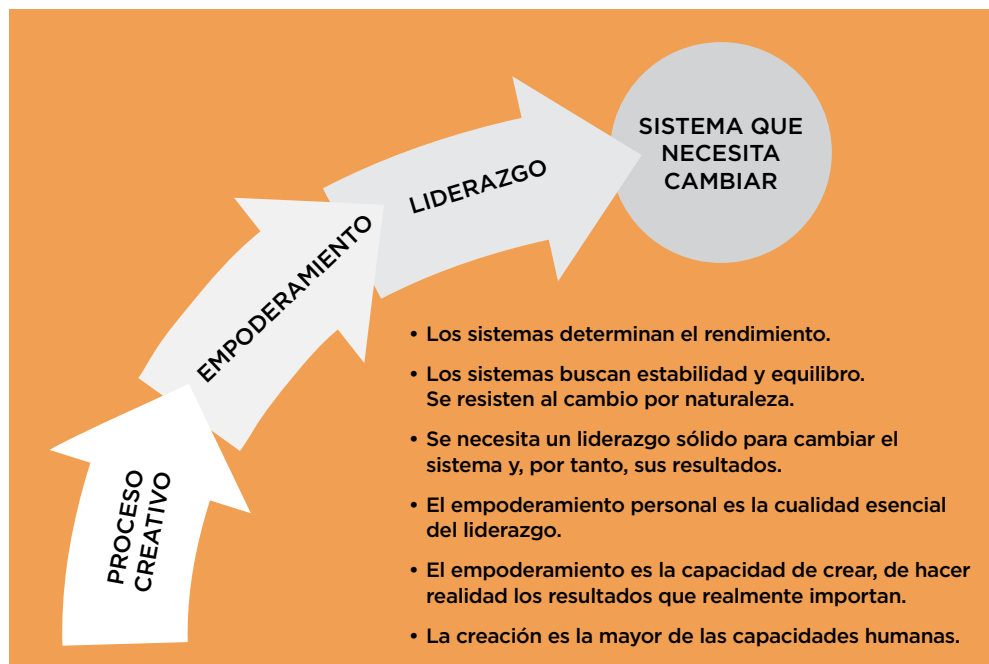 SISTEMA QUE
NECESITA
CAMBIAR
LIDERAZGO
EMPODERAMIENTO
PROCESO
CREATIVO
• Los sistemas determinan el rendimiento.
• Los sistemas buscan estabilidad y equilibro.
Se resisten al cambio por naturaleza.
• Se necesita un liderazgo sólido para cambiar el
sistema y, por tanto, sus resultados.
• El empoderamiento personal es la cualidad esencial
del liderazgo.
• El empoderamiento es la capacidad de crear, de hacer
realidad los resultados que realmente importan.
• La creación es la mayor de las capacidades humanas.